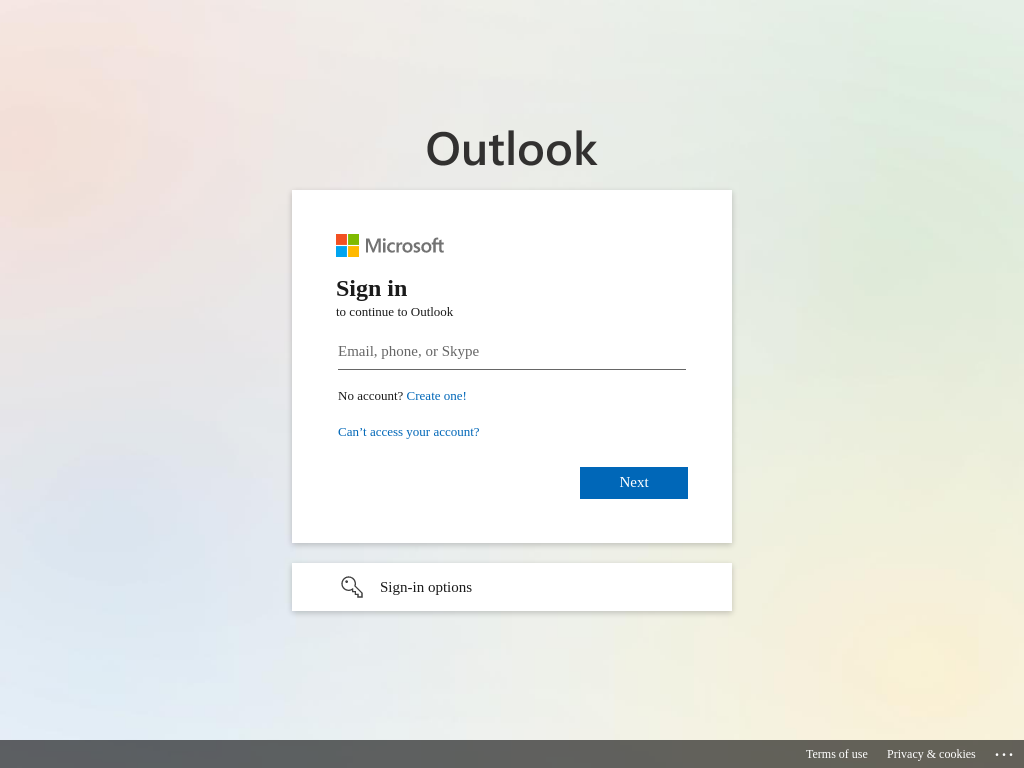 Outlook
Microsoft
Sign in
to continue to Outlook
Email, phone, or Skype
No account? Create one!
Can’t access your account?
Next
Sign-in options
Terms of use Privacy & cookies ...